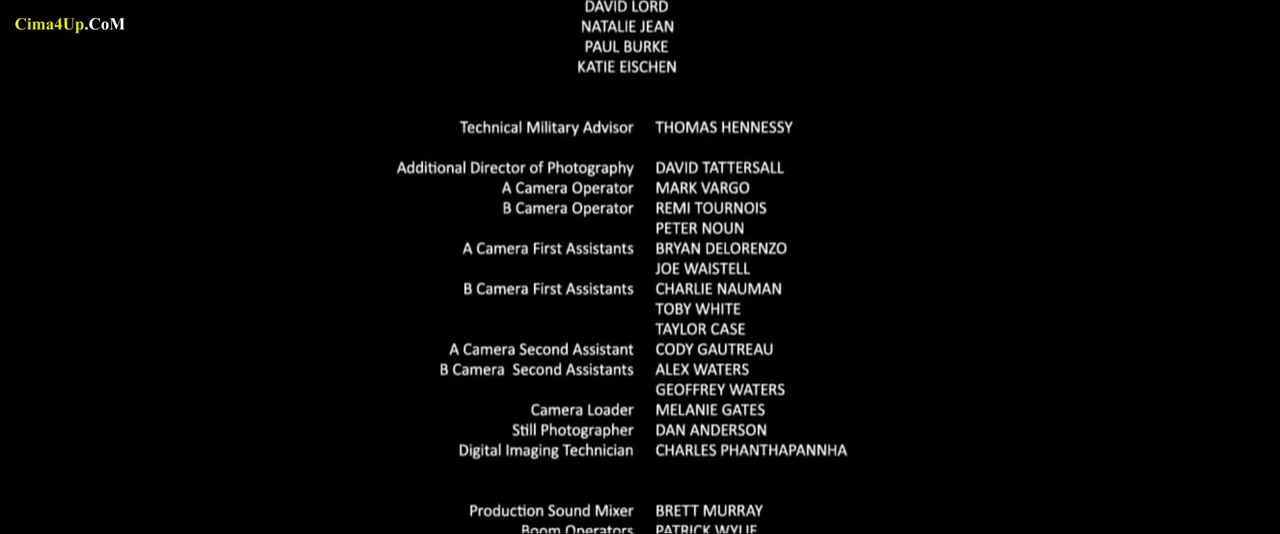 DAVID LORD
Cima4Up.CoM
NATALIE JEAN
PAUL BURKE
KATIE EISCHEN
Technical Military Advisor THOMAS HENNESSY
Additional Director of Photography DAVID TATTERSALL
A Camera Operator MARK VARGO
B Camera Operator REMI TOURNOIS
PETER NOUN
A Camera First Assistants BRYAN DELORENZO
JOE WAISTELL
B Camera First Assistants CHARLIE NAUMAN
TOBY WHITE
TAYLOR CASE
A Camera Second Assistant CODY GAUTREAU
B Camera Second Assistants ALEX WATERS
GEOFFREY WATERS
Camera Loader MELANIE GATES
Still Photographer DAN ANDERSON
Digital Imaging Technician CHARLES PHANTHAPANNHA
Production Sound Mixer BRETT MURRAY
Boom Operators PATRICK WYLIE